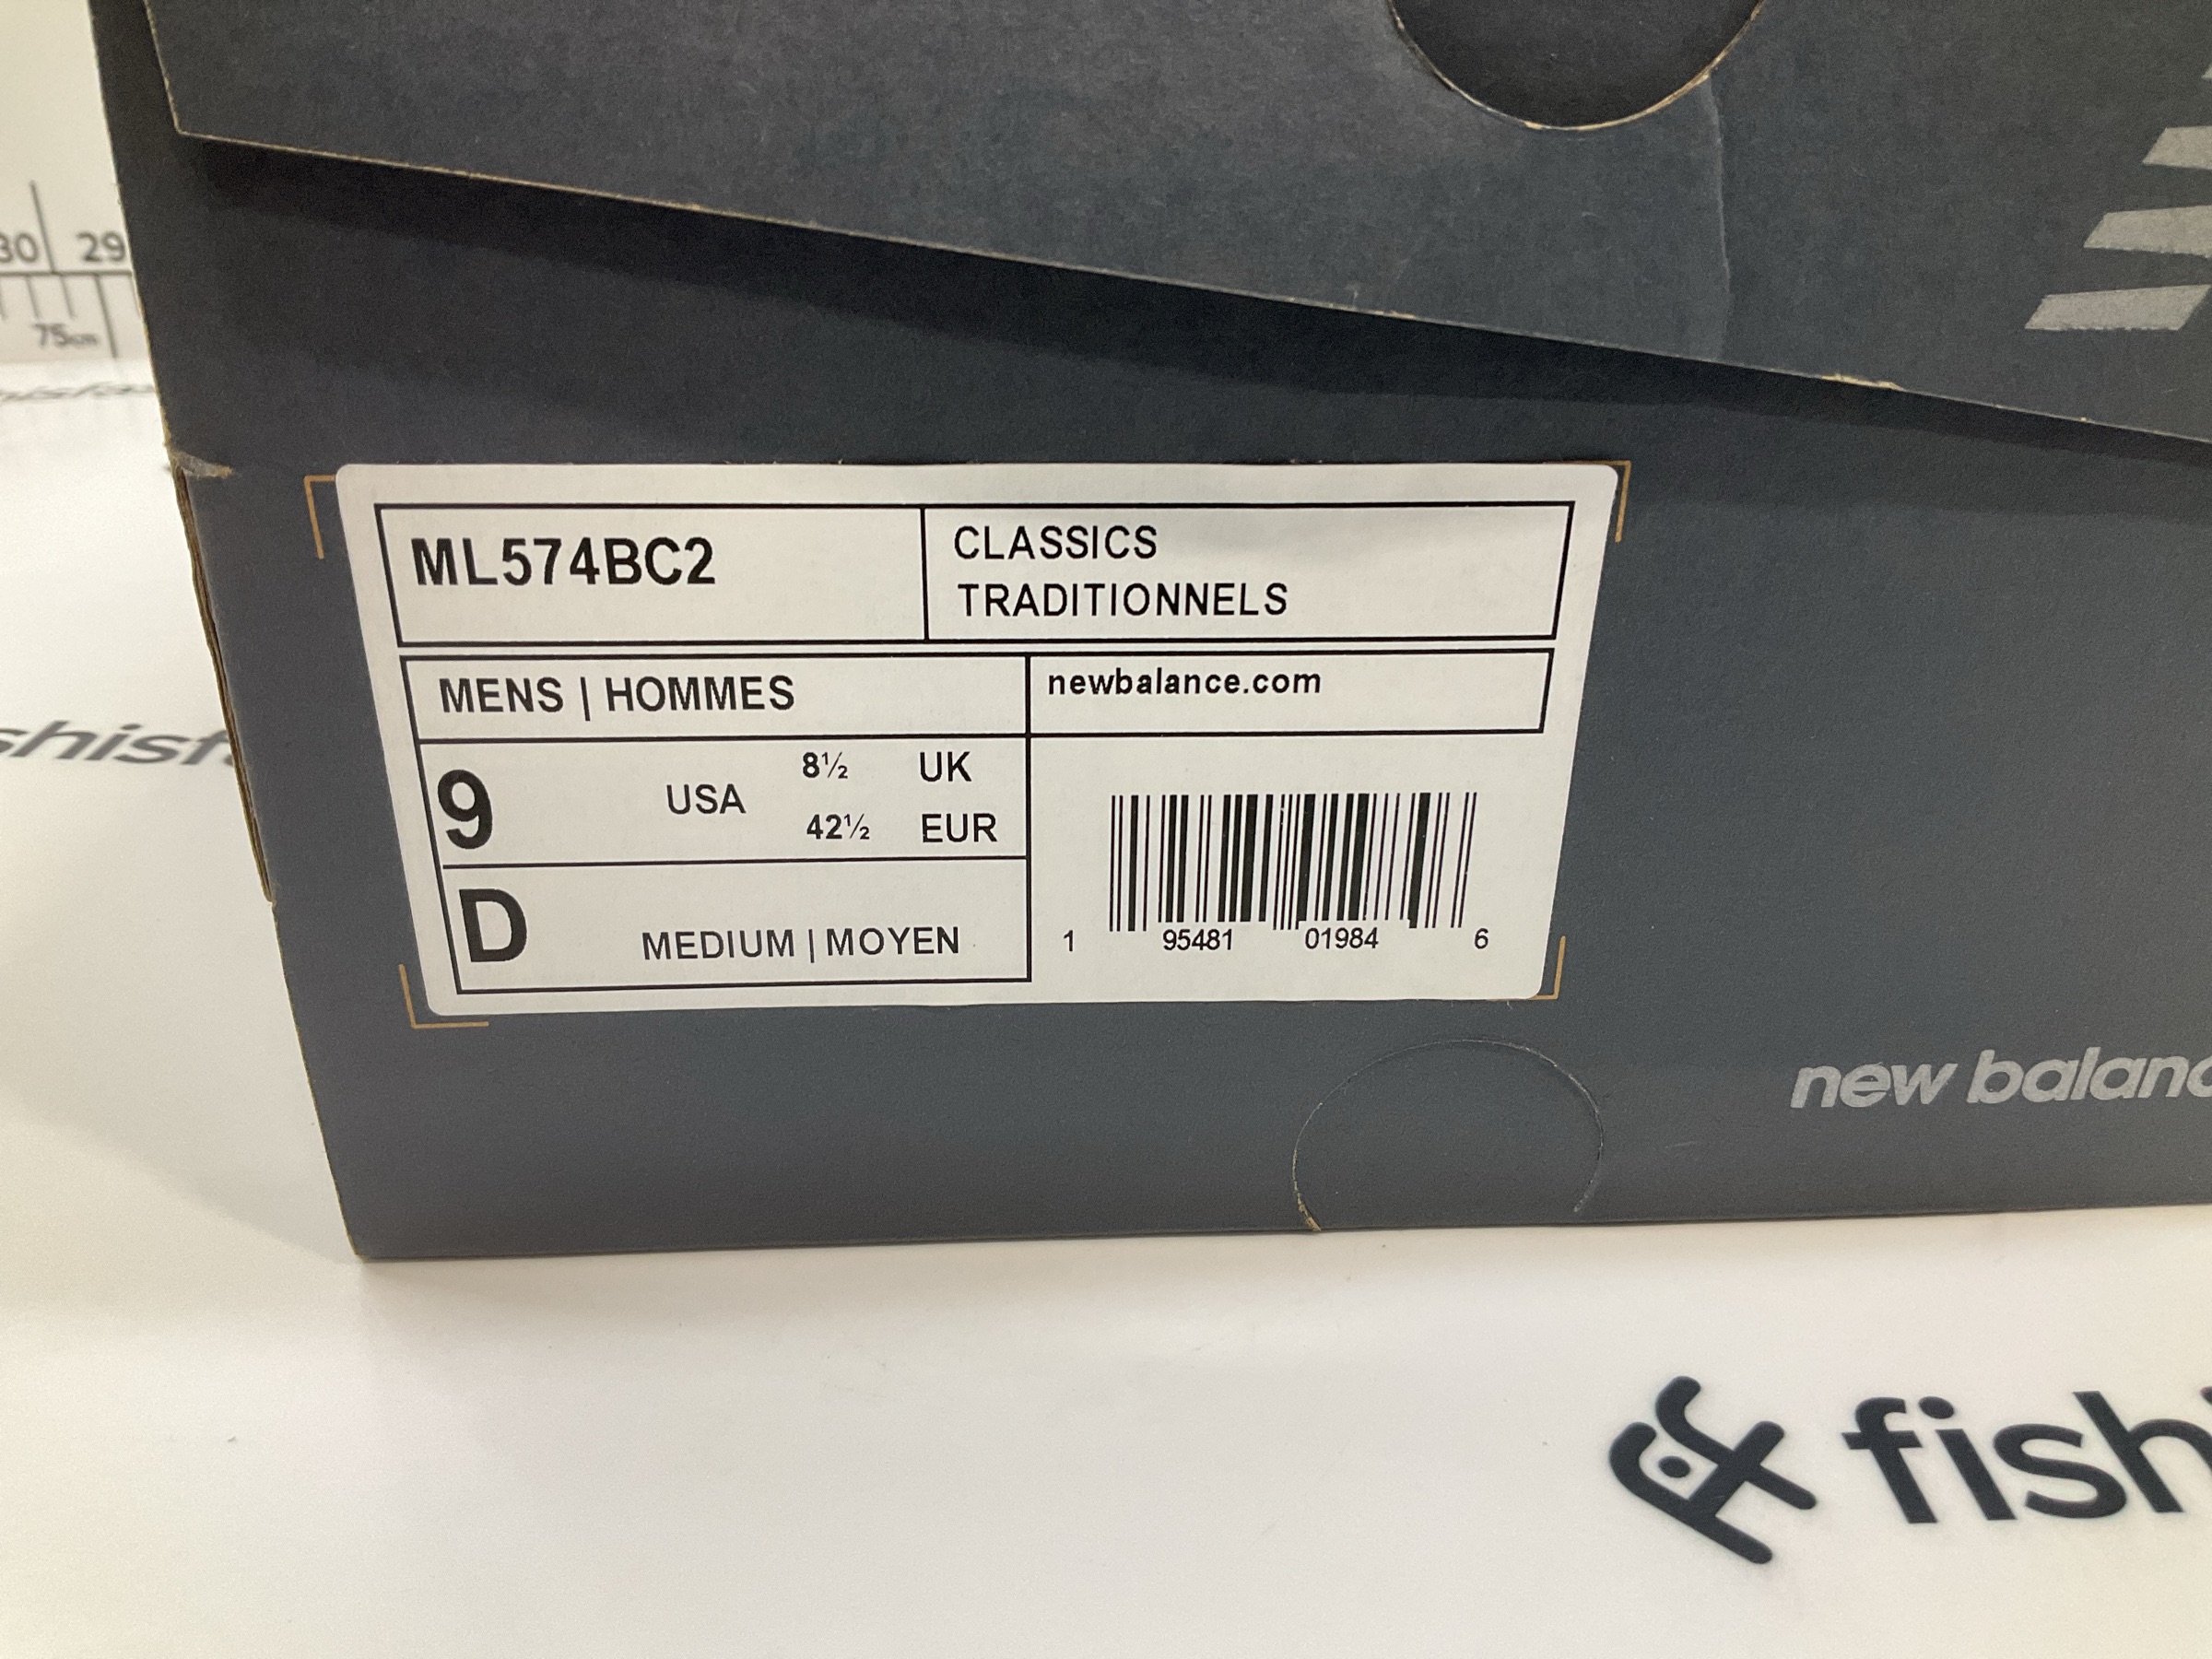 30 29
75cm
ML574BC2
CLASSICS
TRADITIONNELS
MENS | HOMMES
newbalance.com
9 USA 8½ UK
42½ EUR
D MEDIUM | MOYEN
1 95481 01984 6
new balanc
fish